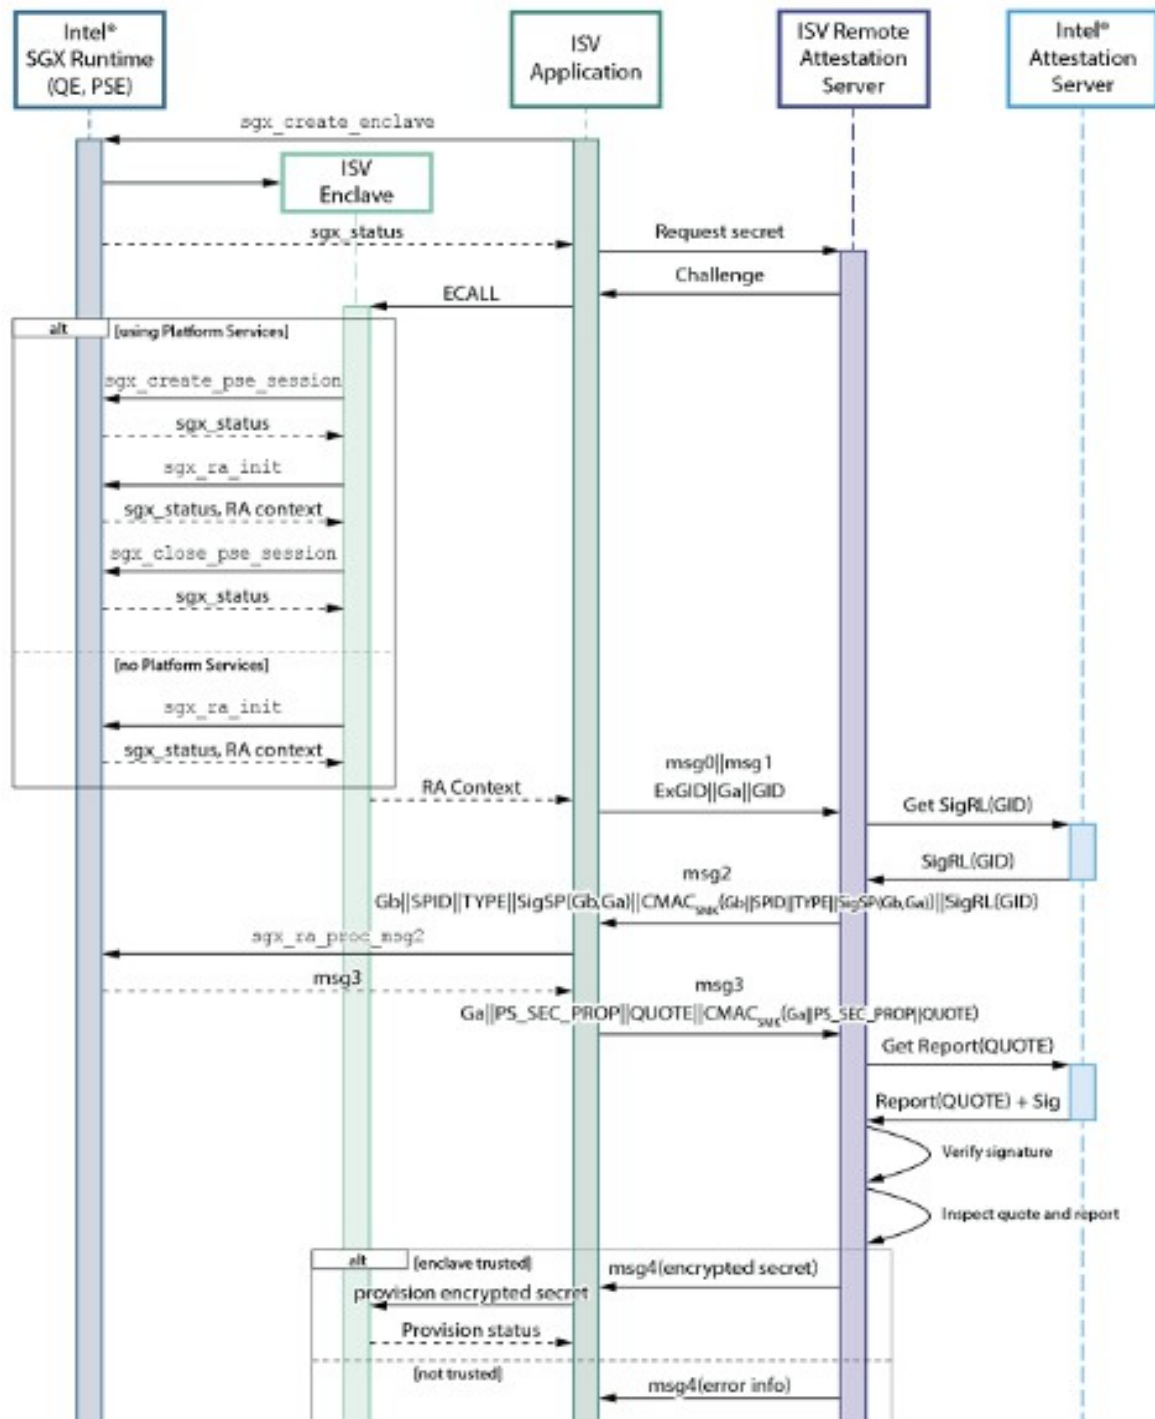 Intel®
SGX Runtime
(QE, PSE)
ISV
Application
ISV Remote
Attestation
Server
Intel®
Attestation
Server
sgx_create_enclave
ISV
Enclave
sgx_status
Request secret
Challenge
ECALL
alt
[using Platform Services]
sgx_create_pse_session
sgx_status
sgx_ra_init
sgx_status, RA context
sgx_close_pse_session
sgx_status
[no Platform Services]
sgx_ra_init
sgx_status, RA context
RA Context
msg0||msg1
ExGID||Ga||GID
Get SigRL(GID)
SigRL(GID)
msg2
Gb||SPID||TYPE||SigSP(Gb,Ga)||CMAC_SMK(Gb||SPID||TYPE||SigSP(Gb,Ga))||SigRL(GID)
sgx_ra_proc_msg2
msg3
msg3
Ga||PS_SEC_PROP||QUOTE||CMAC_SMK(Ga||PS_SEC_PROP||QUOTE)
Get Report(QUOTE)
Report(QUOTE) + Sig
Verify signature
Inspect quote and report
alt
[enclave trusted]
msg4(encrypted secret)
provision encrypted secret
Provision status
[not trusted]
msg4(error info)